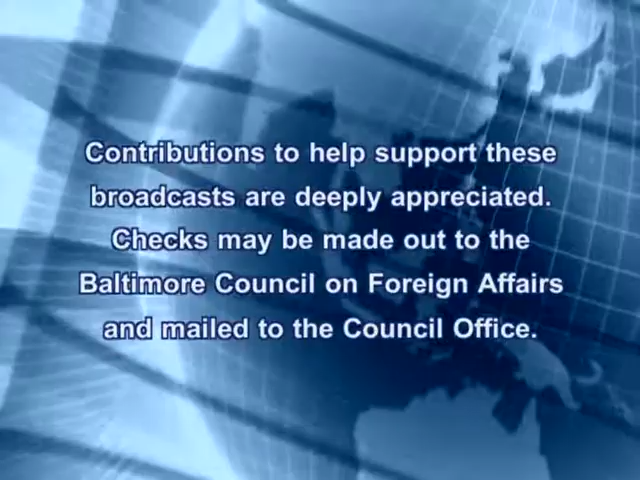 Contributions to help support these
broadcasts are deeply appreciated.
Checks may be made out to the
Baltimore Council on Foreign Affairs
and mailed to the Council Office.